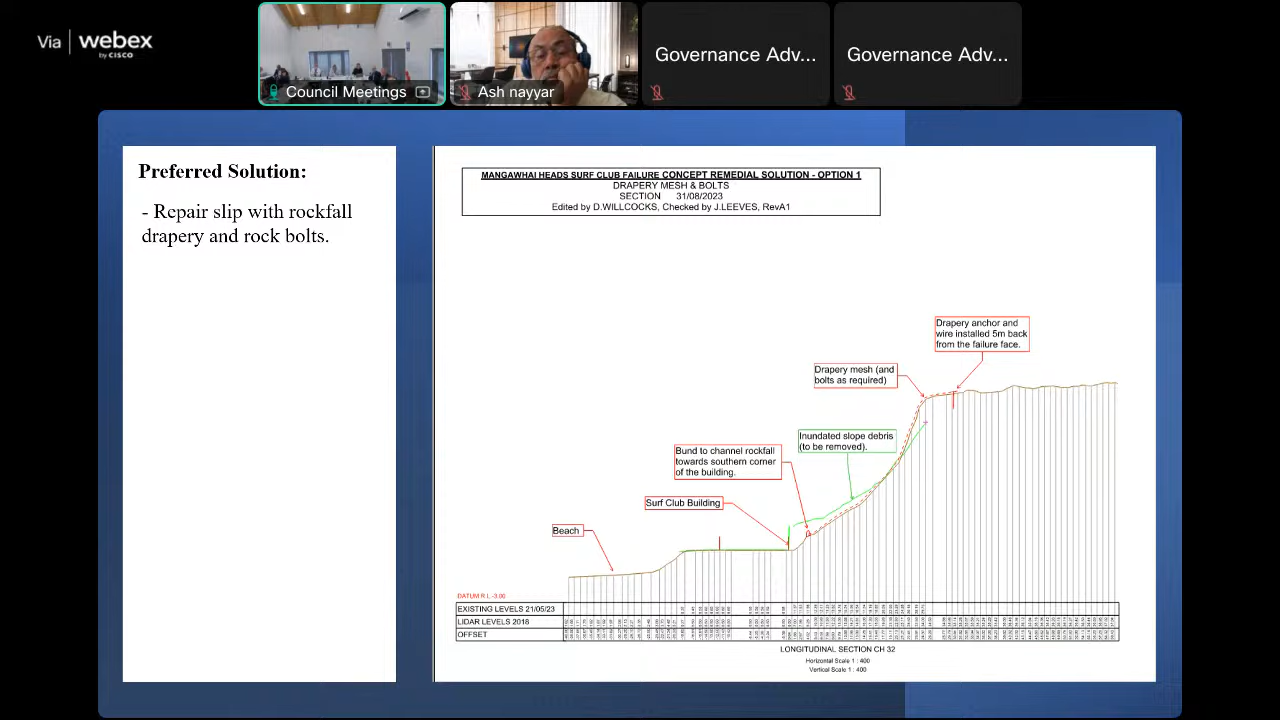 Via | webex
by CISCO
Council Meetings
Ash nayyar
Governance Adv...
Governance Adv...
Preferred Solution:
- Repair slip with rockfall
drapery and rock bolts.
MANGAWHAI HEADS SURF CLUB FAILURE CONCEPT REMEDIAL SOLUTION - OPTION 1
DRAPERY MESH & BOLTS
SECTION 31/08/2023
Edited by D.WILLCOCKS, Checked by J.LEEVES, RevA1
Drapery anchor and
wire installed 5m back
from the failure face.
Drapery mesh (and
bolts as required)
Inundated slope debris
(to be removed).
Bund to channel rockfall
towards southern corner
of the building.
Surf Club Building
Beach
DATUM R.L.-3.00
EXISTING LEVELS 21/05/23
LIDAR LEVELS 2018
OFFSET
LONGITUDINAL SECTION CH 32
Horizontal Scale 1 : 400
Vertical Scale 1 : 400